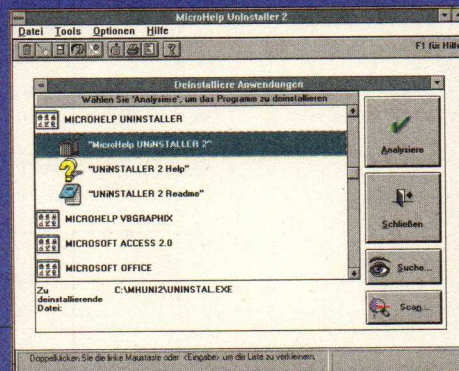 MicroHelp UnInstaller 2
Datei Tools Optionen Hilfe
F1 für Hilfe
Deinstalliere Anwendungen
Wählen Sie 'Analysiere', um das Programm zu deinstallieren
MICROHELP UNINSTALLER
"MicroHelp UNiNSTALLER 2"
"UNiNSTALLER 2 Help"
"UNiNSTALLER 2 Readme"
MICROHELP VBGRAPHIX
MICROSOFT ACCESS 2.0
MICROSOFT OFFICE
Analysiere
Schließen
Suche...
Scan...
Zu deinstallierende Datei: C:\MHUNI2\UNINSTAL.EXE
Doppelklicken Sie die linke Maustaste oder <Eingabe> um die Liste zu verkleinern.